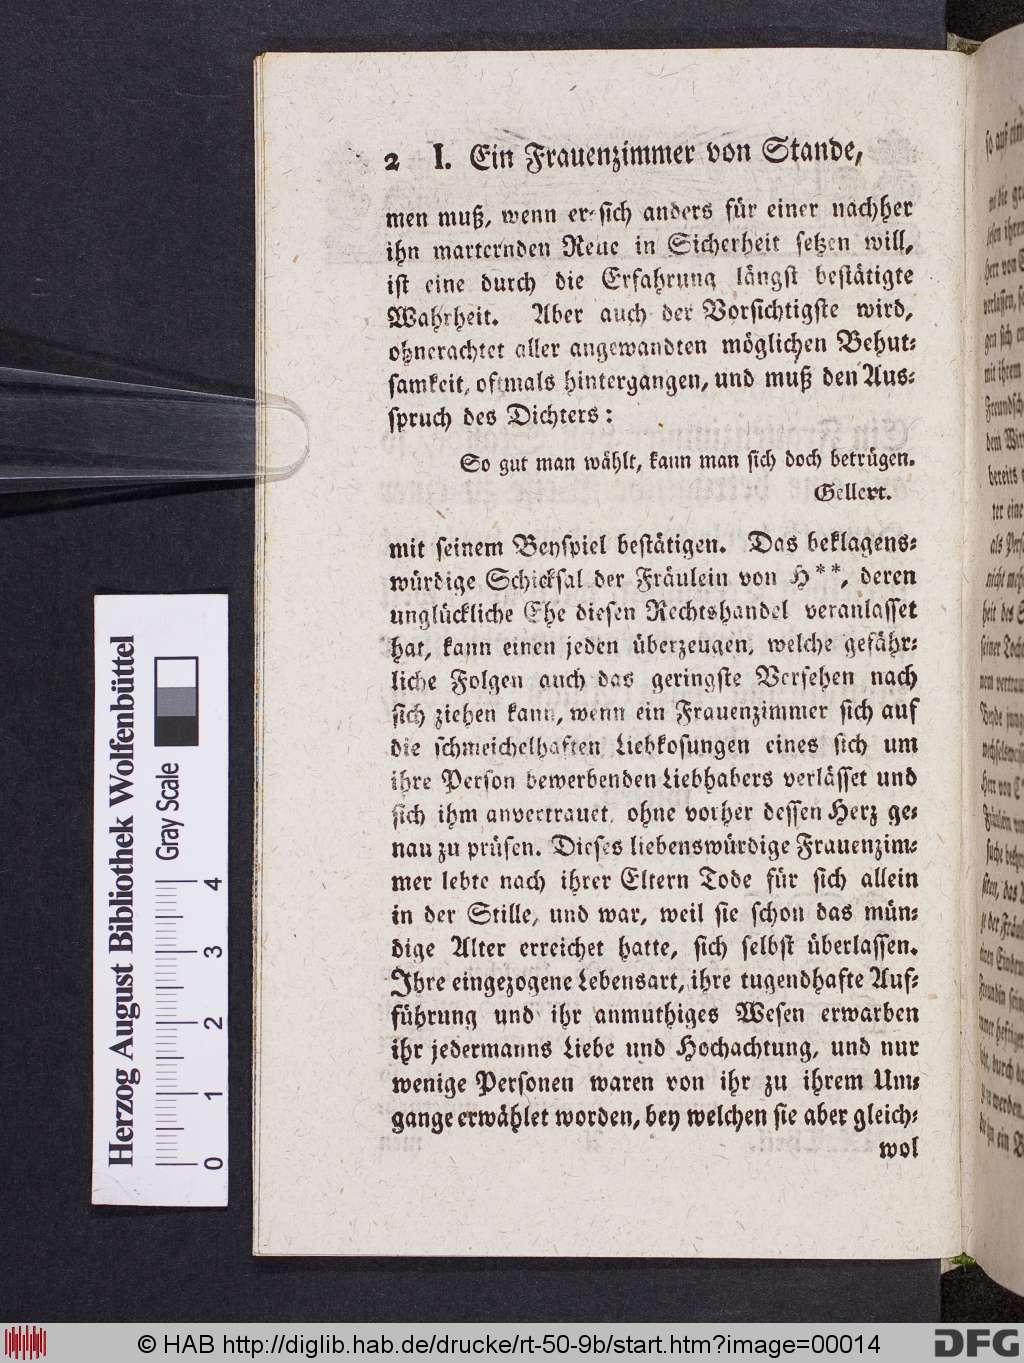 2 I. Ein Frauenzimmer von Stande,
men muß, wenn er sich anders für einer nachher
ihn marternden Reue in Sicherheit setzen will,
ist eine durch die Erfahrung längst bestätigte
Wahrheit. Aber auch der Vorsichtigste wird,
ohnerachtet aller angewandten möglichen Behut-
samkeit, oftmals hintergangen, und muß den Aus-
spruch des Dichters:
So gut man wählt, kann man sich doch betrügen.
Gellert.
mit seinem Beyspiel bestätigen. Das beklagens-
würdige Schicksal der Fräulein von H**, deren
unglückliche Ehe diesen Rechtshandel veranlasset
hat, kann einen jeden überzeugen, welche gefähr-
liche Folgen auch das geringste Versehen nach
sich ziehen kann, wenn ein Frauenzimmer sich auf
die schmeichelhaften Liebkosungen eines sich um
ihre Person bewerbenden Liebhabers verlässet und
sich ihm anvertrauet, ohne vorher dessen Herz ge-
nau zu prüfen. Dieses liebenswürdige Frauenzim-
mer lebte nach ihrer Eltern Tode für sich allein
in der Stille, und war, weil sie schon das mün-
dige Alter erreichet hatte, sich selbst überlassen.
Ihre eingezogene Lebensart, ihre tugendhafte Auf-
führung und ihr anmuthiges Wesen erwarben
ihr jedermanns Liebe und Hochachtung, und nur
wenige Personen waren von ihr zu ihrem Um-
gange erwählet worden, bey welchen sie aber gleich-
wol
Herzog August Bibliothek Wolfenbüttel
Gray Scale
0 1 2 3 4
© HAB http://diglib.hab.de/drucke/rt-50-9b/start.htm?image=00014
DFG